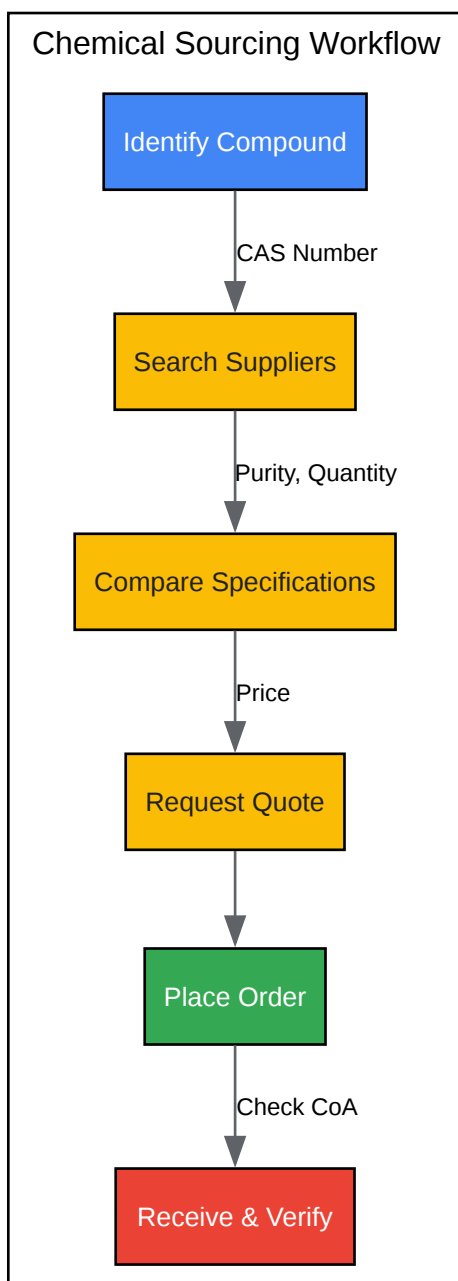 Chemical Sourcing Workflow
Identify Compound
CAS Number
Search Suppliers
Purity, Quantity
Compare Specifications
Price
Request Quote
Place Order
Check CoA
Receive & Verify